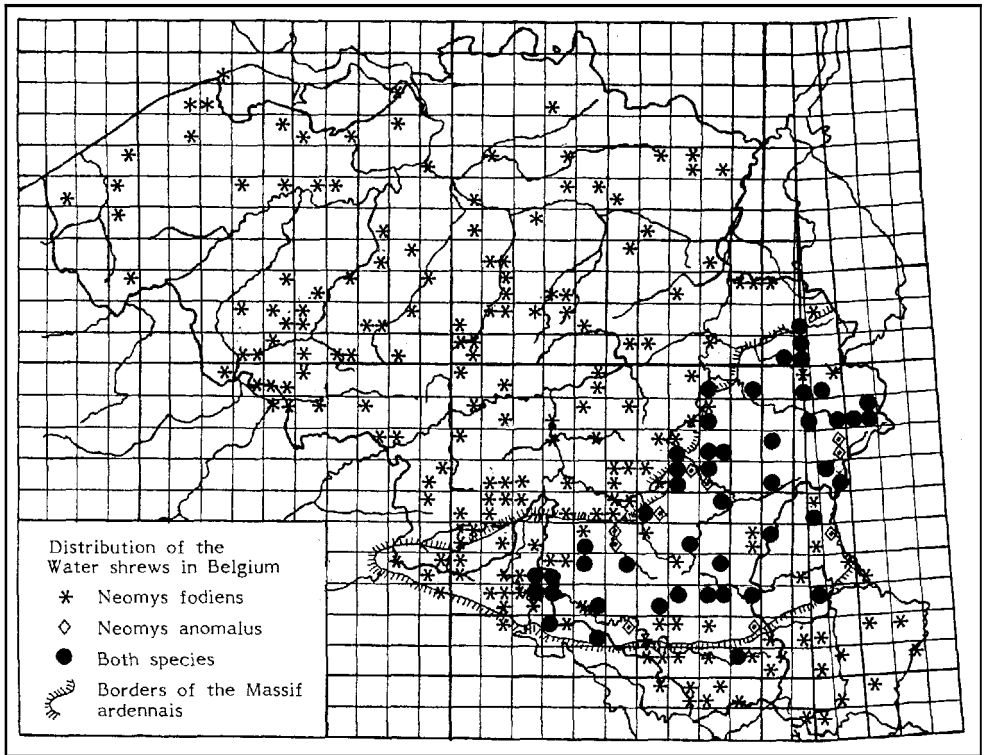 Distribution of the
Water shrews in Belgium
Neomys fodiens
Neomys anomalus
Both species
Borders of the Massif
ardennais